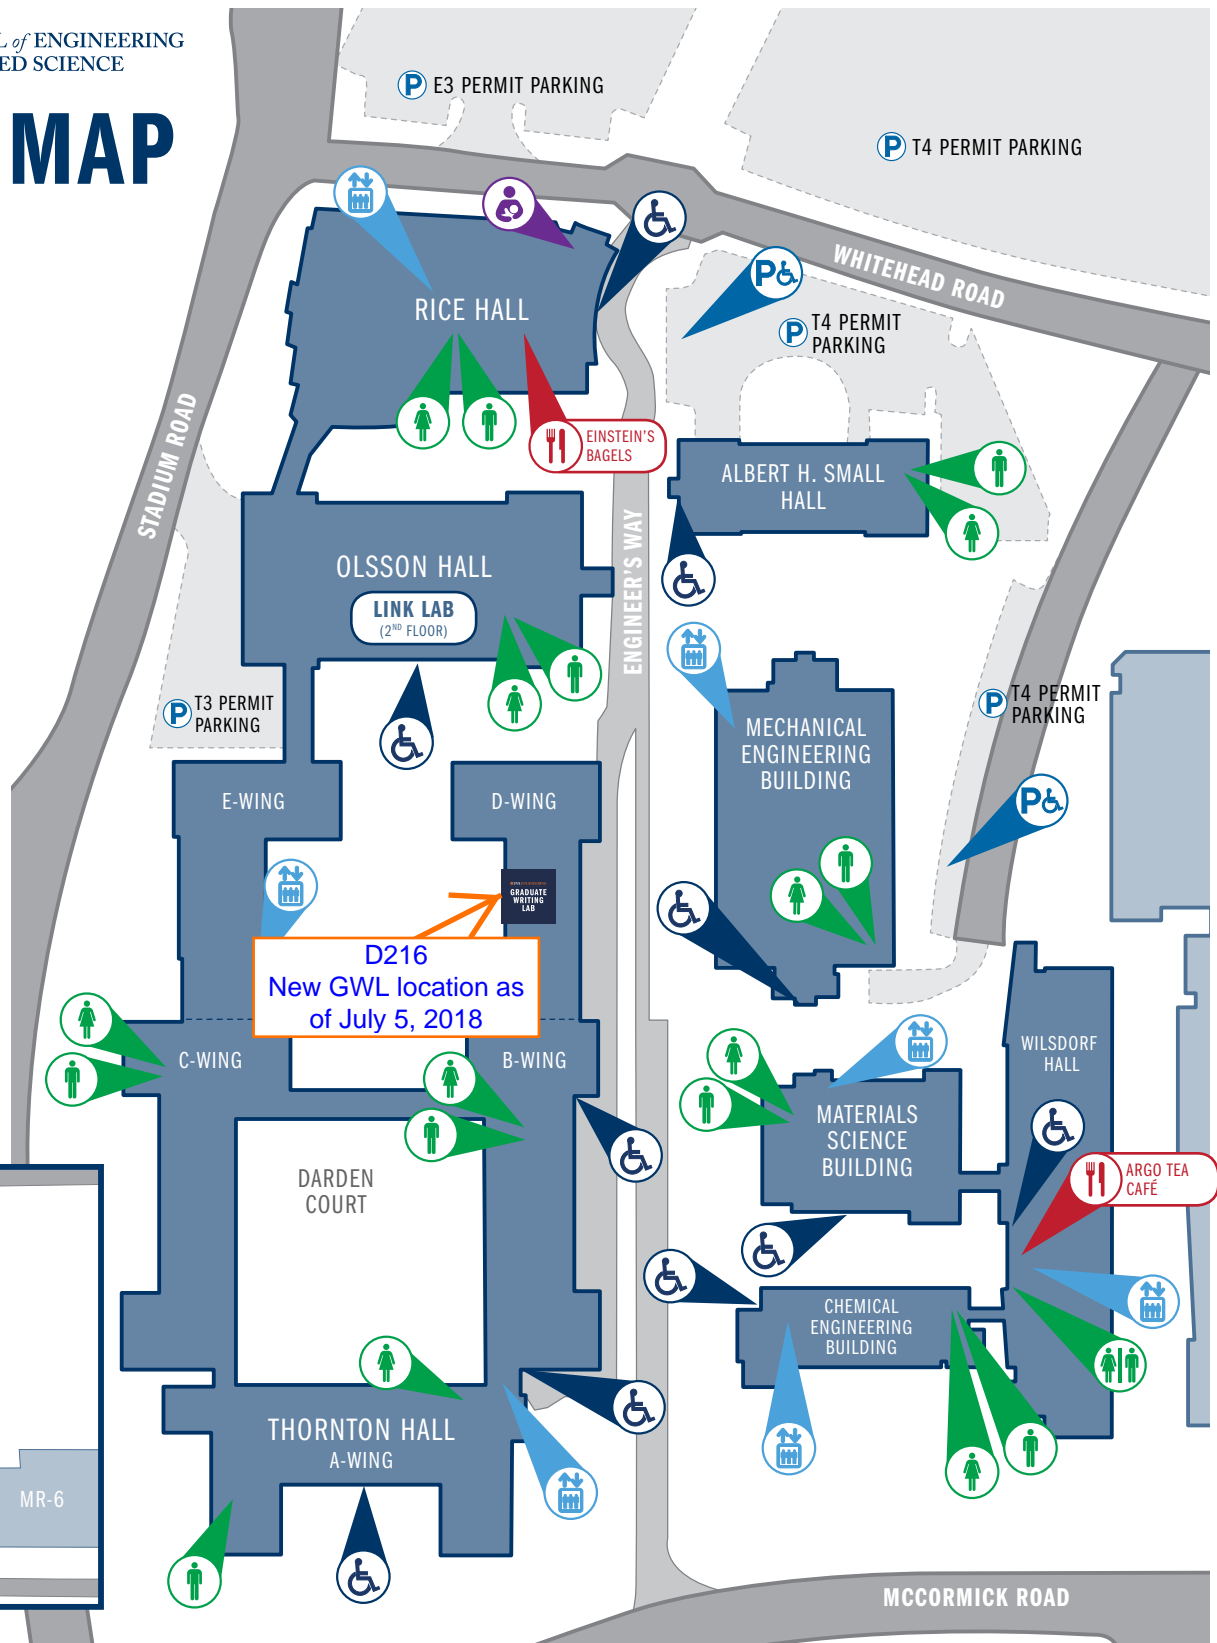 L of ENGINEERING
ED SCIENCE
MAP
P E3 PERMIT PARKING
P T4 PERMIT PARKING
WHITEHEAD ROAD
P
P T4 PERMIT
PARKING
RICE HALL
EINSTEIN'S
BAGELS
STADIUM ROAD
ALBERT H. SMALL
HALL
ENGINEER'S WAY
OLSSON HALL
LINK LAB
(2ND FLOOR)
P T3 PERMIT
PARKING
P T4 PERMIT
PARKING
MECHANICAL
ENGINEERING
BUILDING
P
E-WING
D-WING
GRADUATE
WRITING
LAB
D216
New GWL location as
of July 5, 2018
C-WING
B-WING
WILSDORF
HALL
MATERIALS
SCIENCE
BUILDING
ARGO TEA
CAFÉ
DARDEN
COURT
CHEMICAL
ENGINEERING
BUILDING
THORNTON HALL
A-WING
MR-6
MCCORMICK ROAD